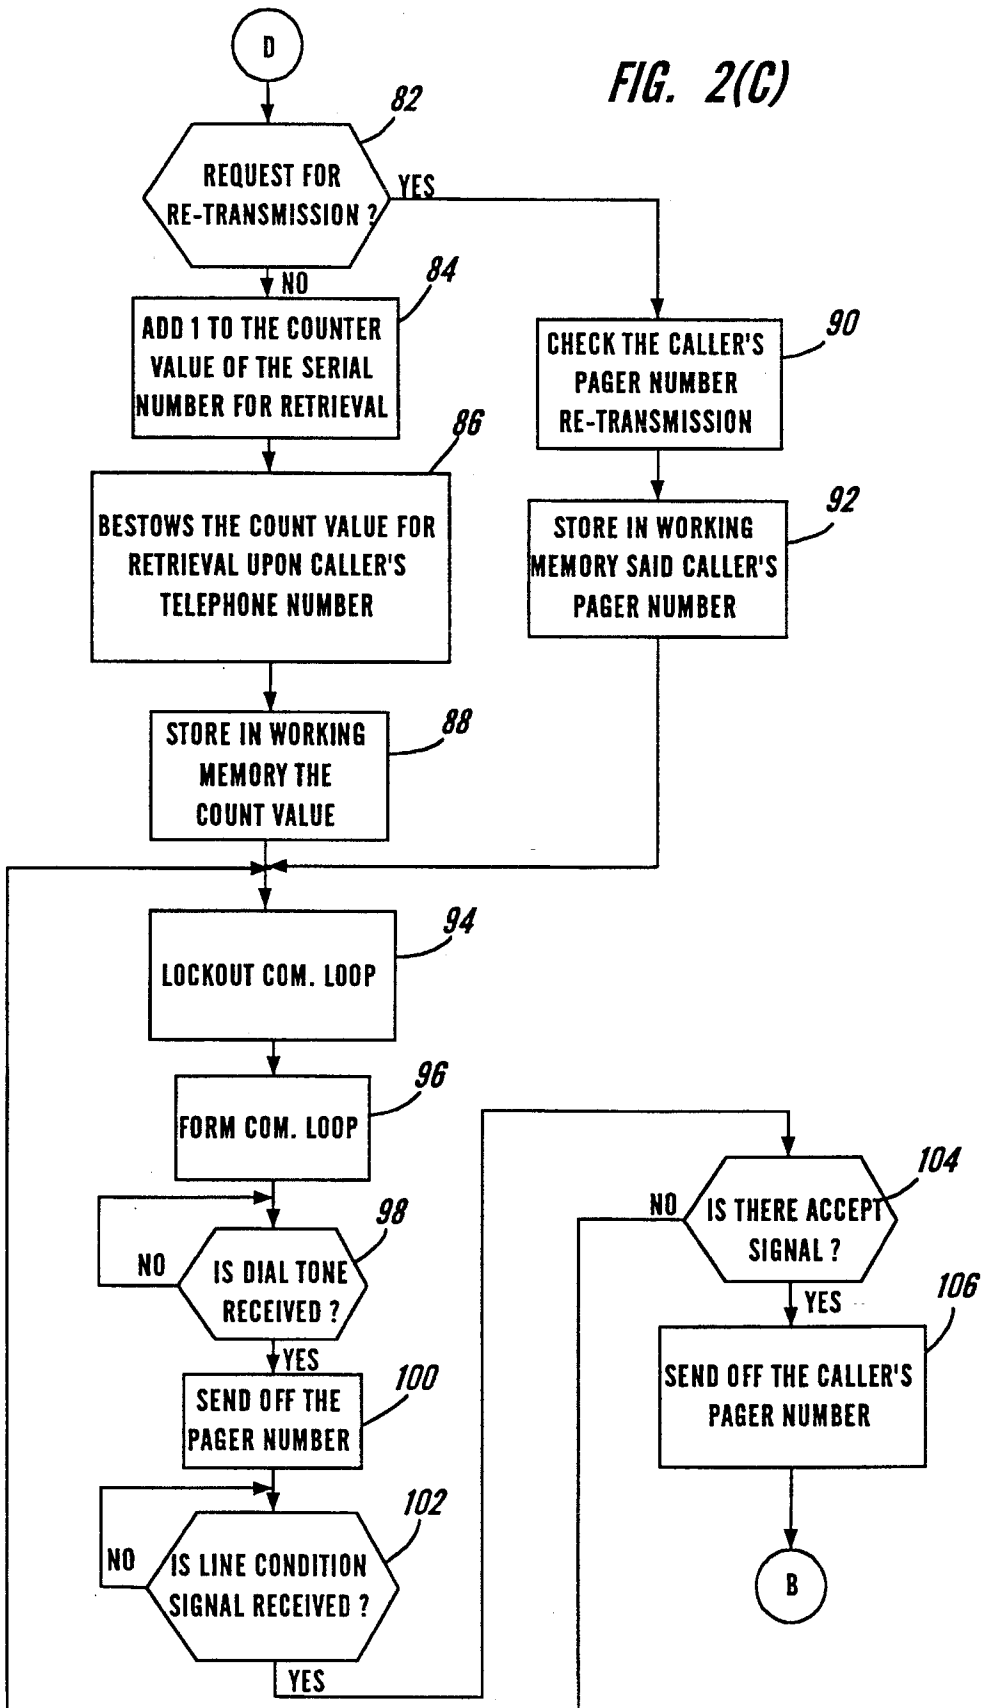 D
FIG. 2(C)
82
REQUEST FOR
RE-TRANSMISSION ?
YES
NO
84
ADD 1 TO THE COUNTER
VALUE OF THE SERIAL
NUMBER FOR RETRIEVAL
86
BESTOWS THE COUNT VALUE FOR
RETRIEVAL UPON CALLER'S
TELEPHONE NUMBER
88
STORE IN WORKING
MEMORY THE
COUNT VALUE
90
CHECK THE CALLER'S
PAGER NUMBER
RE-TRANSMISSION
92
STORE IN WORKING
MEMORY SAID CALLER'S
PAGER NUMBER
94
LOCKOUT COM. LOOP
96
FORM COM. LOOP
98
IS DIAL TONE
RECEIVED ?
NO
YES
100
SEND OFF THE
PAGER NUMBER
102
IS LINE CONDITION
SIGNAL RECEIVED ?
NO
YES
104
IS THERE ACCEPT
SIGNAL ?
NO
YES
106
SEND OFF THE CALLER'S
PAGER NUMBER
B